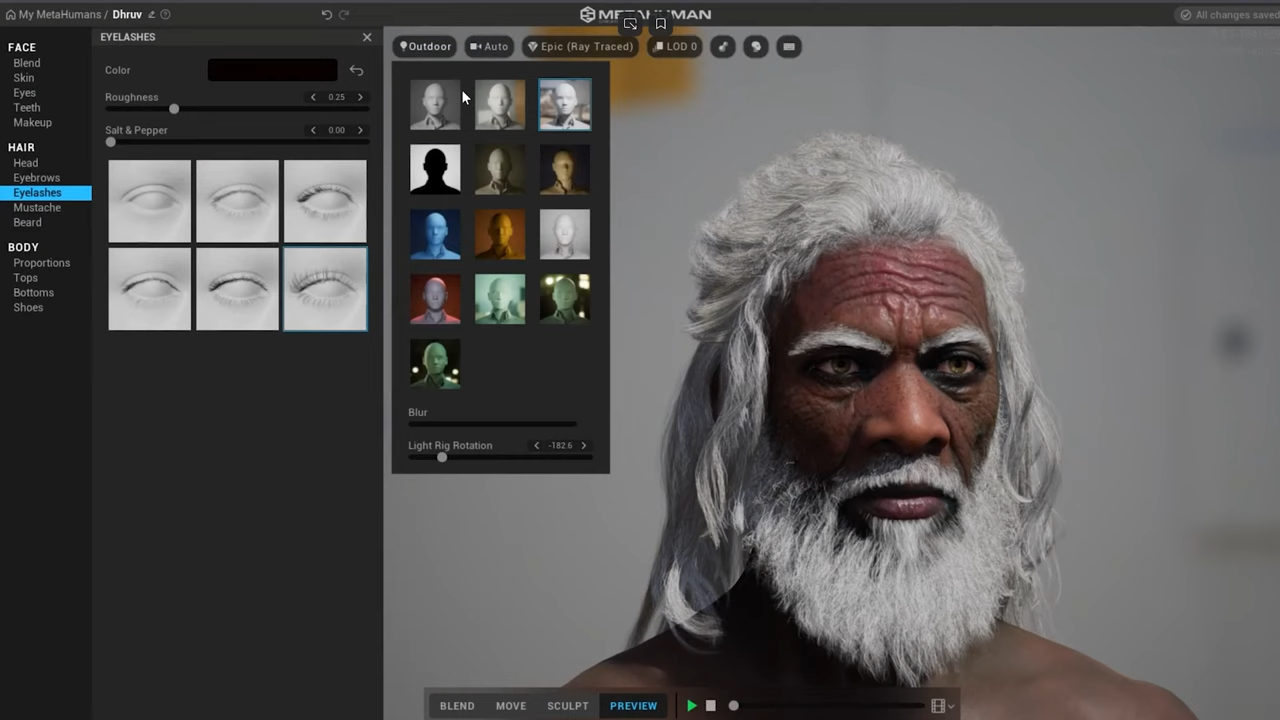 My MetaHumans / Dhruv
METAHUMAN
All changes saved
FACE
Blend
Skin
Eyes
Teeth
Makeup
HAIR
Head
Eyebrows
Eyelashes
Mustache
Beard
BODY
Proportions
Tops
Bottoms
Shoes
EYELASHES
Color
Roughness
0.25
Salt & Pepper
0.00
Outdoor
Auto
Epic (Ray Traced)
LOD 0
Blur
Light Rig Rotation
-182.6
BLEND
MOVE
SCULPT
PREVIEW